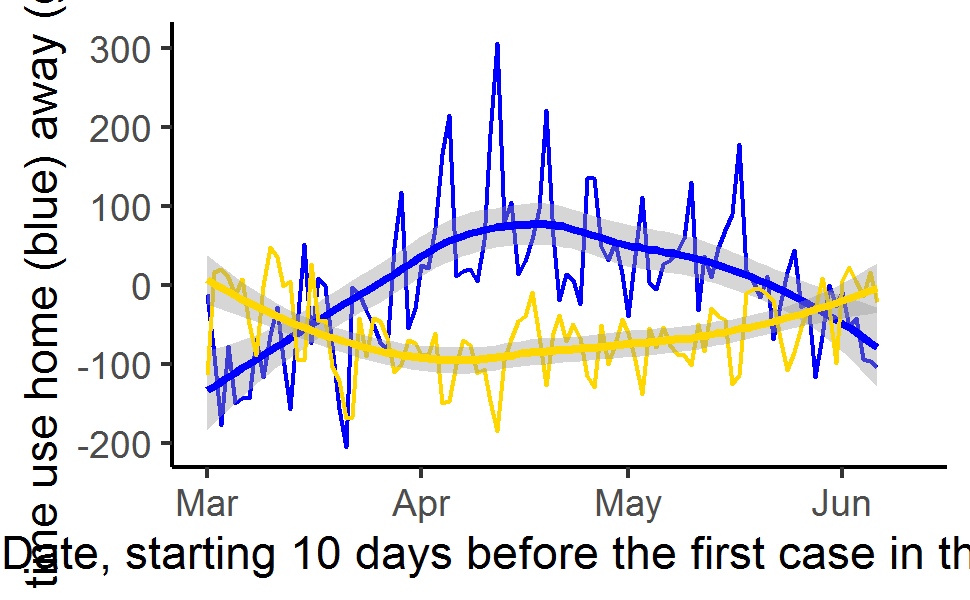 time use home (blue) away (
300
200
100
0
-100
-200
Mar Apr May Jun
Date, starting 10 days before the first case in th